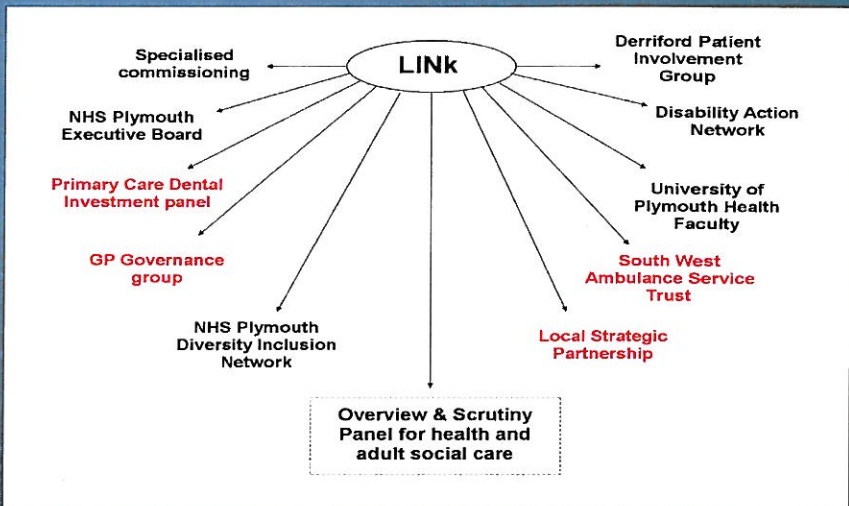 LINk
Specialised
commissioning
NHS Plymouth
Executive Board
Primary Care Dental
Investment panel
GP Governance
group
NHS Plymouth
Diversity Inclusion
Network
Overview & Scrutiny
Panel for health and
adult social care
Local Strategic
Partnership
South West
Ambulance Service
Trust
University of
Plymouth Health
Faculty
Disability Action
Network
Derriford Patient
Involvement
Group